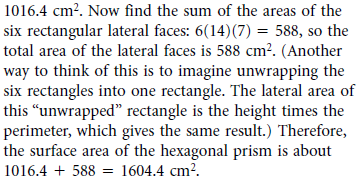 1016.4 cm². Now find the sum of the areas of the
six rectangular lateral faces: 6(14)(7) = 588, so the
total area of the lateral faces is 588 cm². (Another
way to think of this is to imagine unwrapping the
six rectangles into one rectangle. The lateral area of
this “unwrapped” rectangle is the height times the
perimeter, which gives the same result.) Therefore,
the surface area of the hexagonal prism is about
1016.4 + 588 = 1604.4 cm².